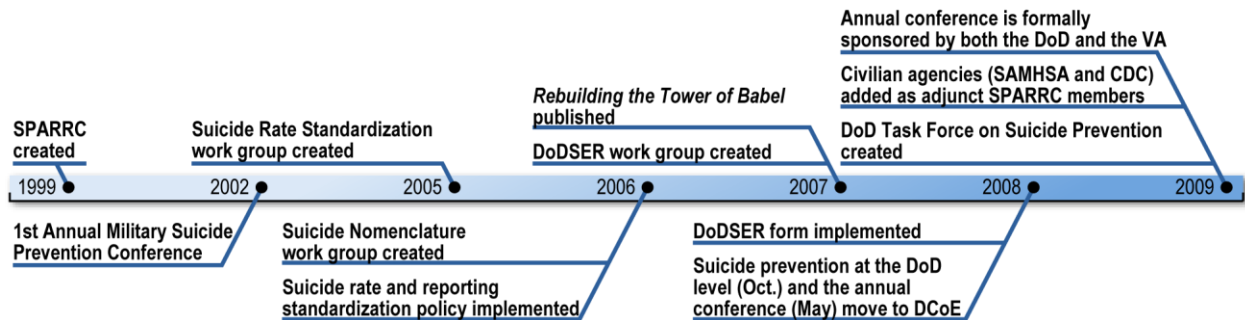 Annual conference is formally
sponsored by both the DoD and the VA
Civilian agencies (SAMHSA and CDC)
added as adjunct SPARRC members
DoD Task Force on Suicide Prevention
created
Rebuilding the Tower of Babel
published
DoDSER work group created
SPARRC
created
Suicide Rate Standardization
work group created
1999
2002
2005
2006
2007
2008
2009
1st Annual Military Suicide
Prevention Conference
Suicide Nomenclature
work group created
Suicide rate and reporting
standardization policy implemented
DoDSER form implemented
Suicide prevention at the DoD
level (Oct.) and the annual
conference (May) move to DCoE